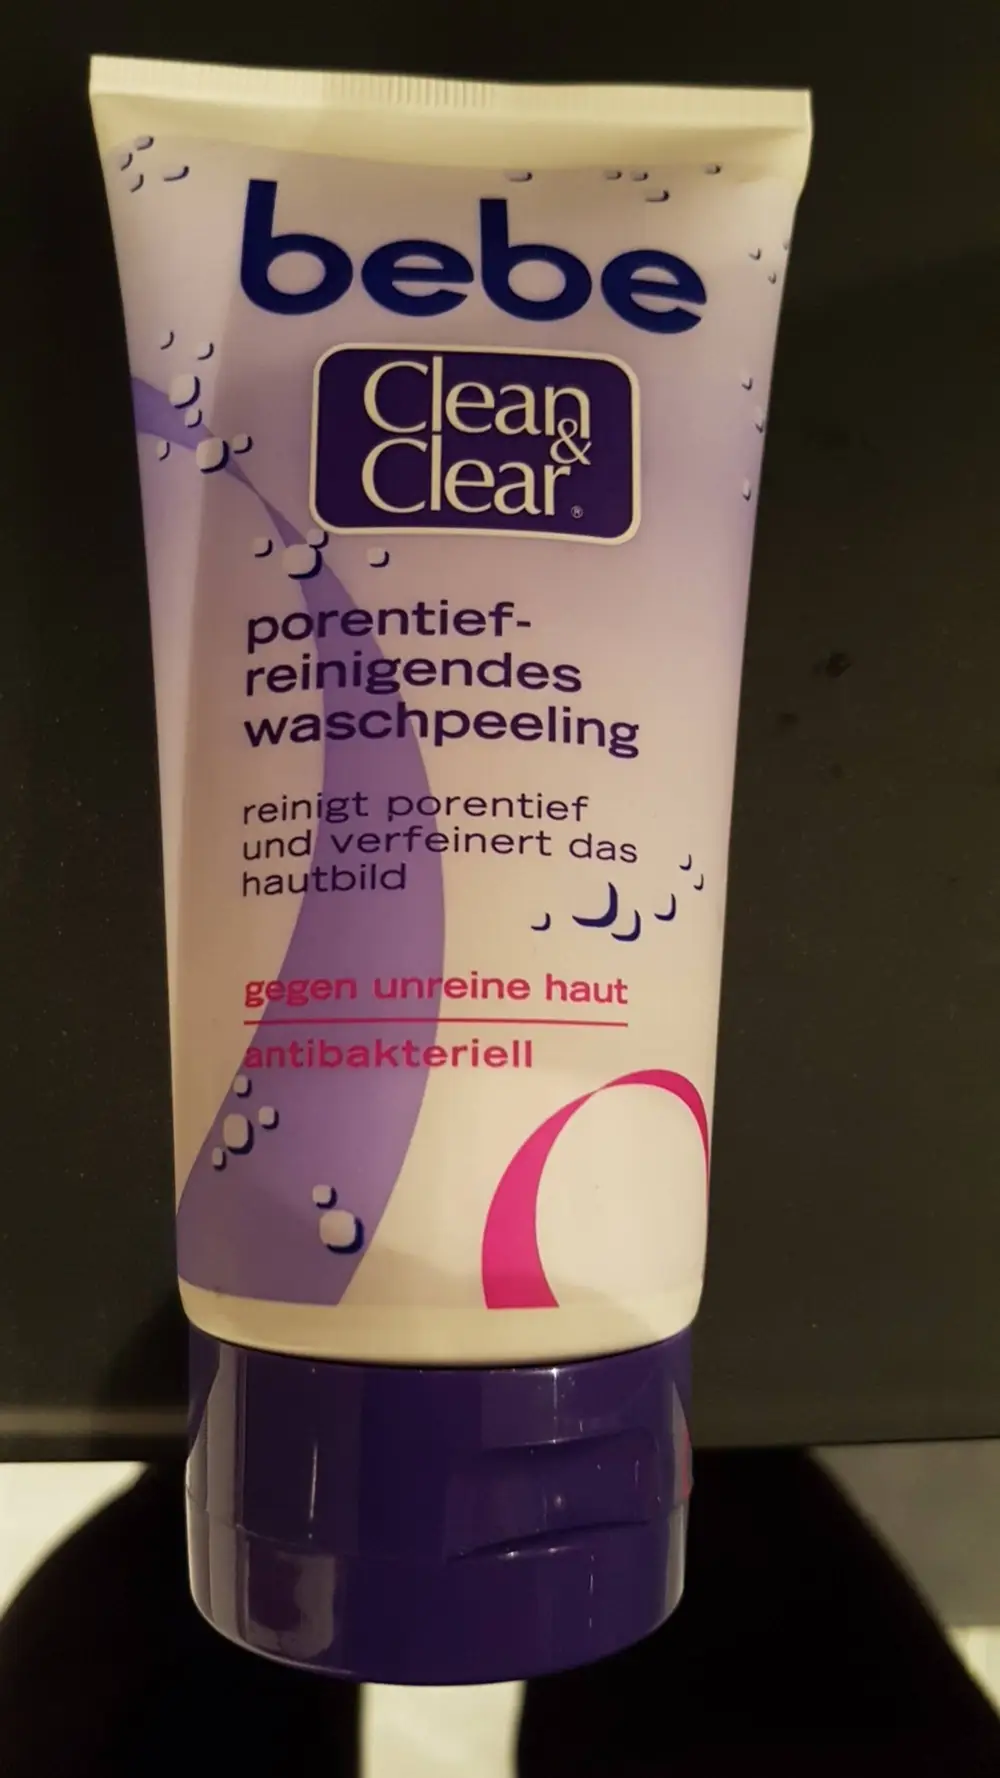 bebe
Clean
&
Clear®
porentief-
reinigendes
waschpeeling
reinigt porentief
und verfeinert das
hautbild
gegen unreine haut
antibakteriell